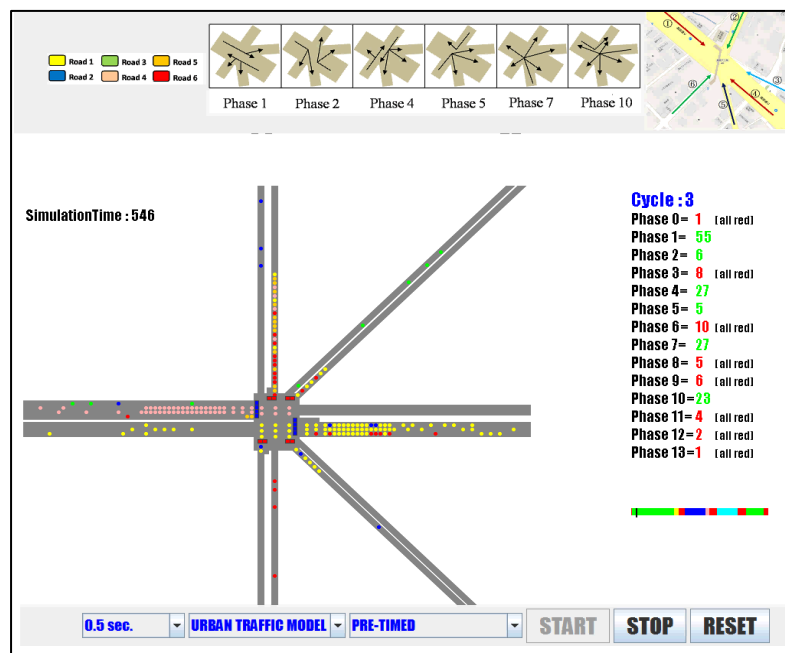 Road 1 Road 3 Road 5
Road 2 Road 4 Road 6
Phase 1 Phase 2 Phase 4 Phase 5 Phase 7 Phase 10
① ② ③ ④ ⑤ ⑥
SimulationTime : 546
Cycle : 3
Phase 0= 1 [all red]
Phase 1= 55
Phase 2= 6
Phase 3= 8 [all red]
Phase 4= 27
Phase 5= 5
Phase 6= 10 [all red]
Phase 7= 27
Phase 8= 5 [all red]
Phase 9= 6 [all red]
Phase 10= 23
Phase 11= 4 [all red]
Phase 12= 2 [all red]
Phase 13=1 [all red]
0.5 sec. URBAN TRAFFIC MODEL PRE-TIMED START STOP RESET